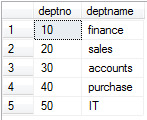 deptno deptname
1 10 finance
2 20 sales
3 30 accounts
4 40 purchase
5 50 IT